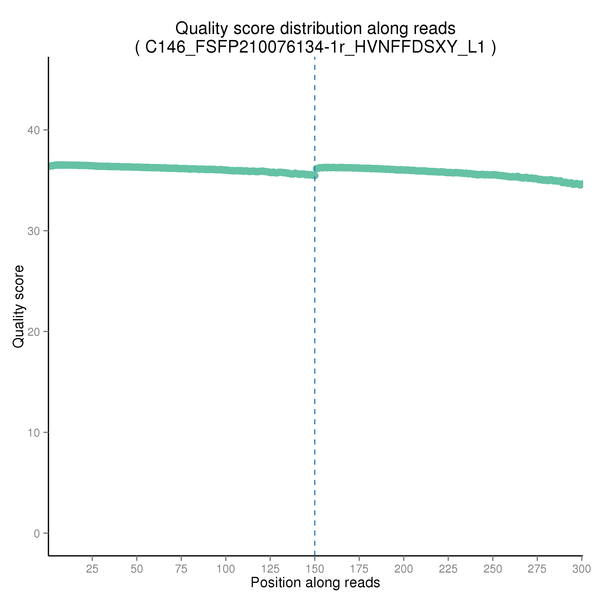 Quality score distribution along reads
( C146_FSFP210076134-1r_HVNFFDSXY_L1 )
Quality score
40
30
20
10
0
25 50 75 100 125 150 175 200 225 250 275 300
Position along reads